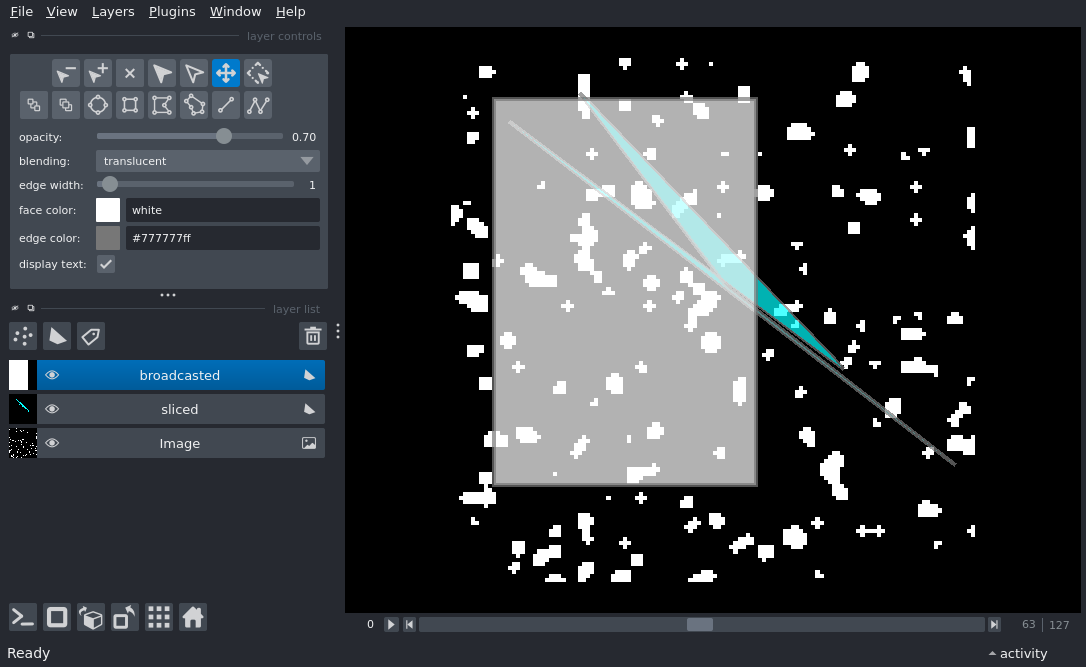 File View Layers Plugins Window Help
layer controls
opacity: 0.70
blending: translucent
edge width: 1
face color: white
edge color: #777777ff
display text:
layer list
broadcasted
sliced
Image
0 63 127
Ready activity